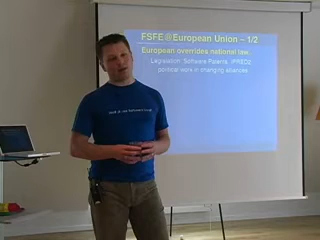 FSFE@European Union – 1/2
European overrides national law.
Legislation: Software Patents, IPRED2,
political work in changing alliances